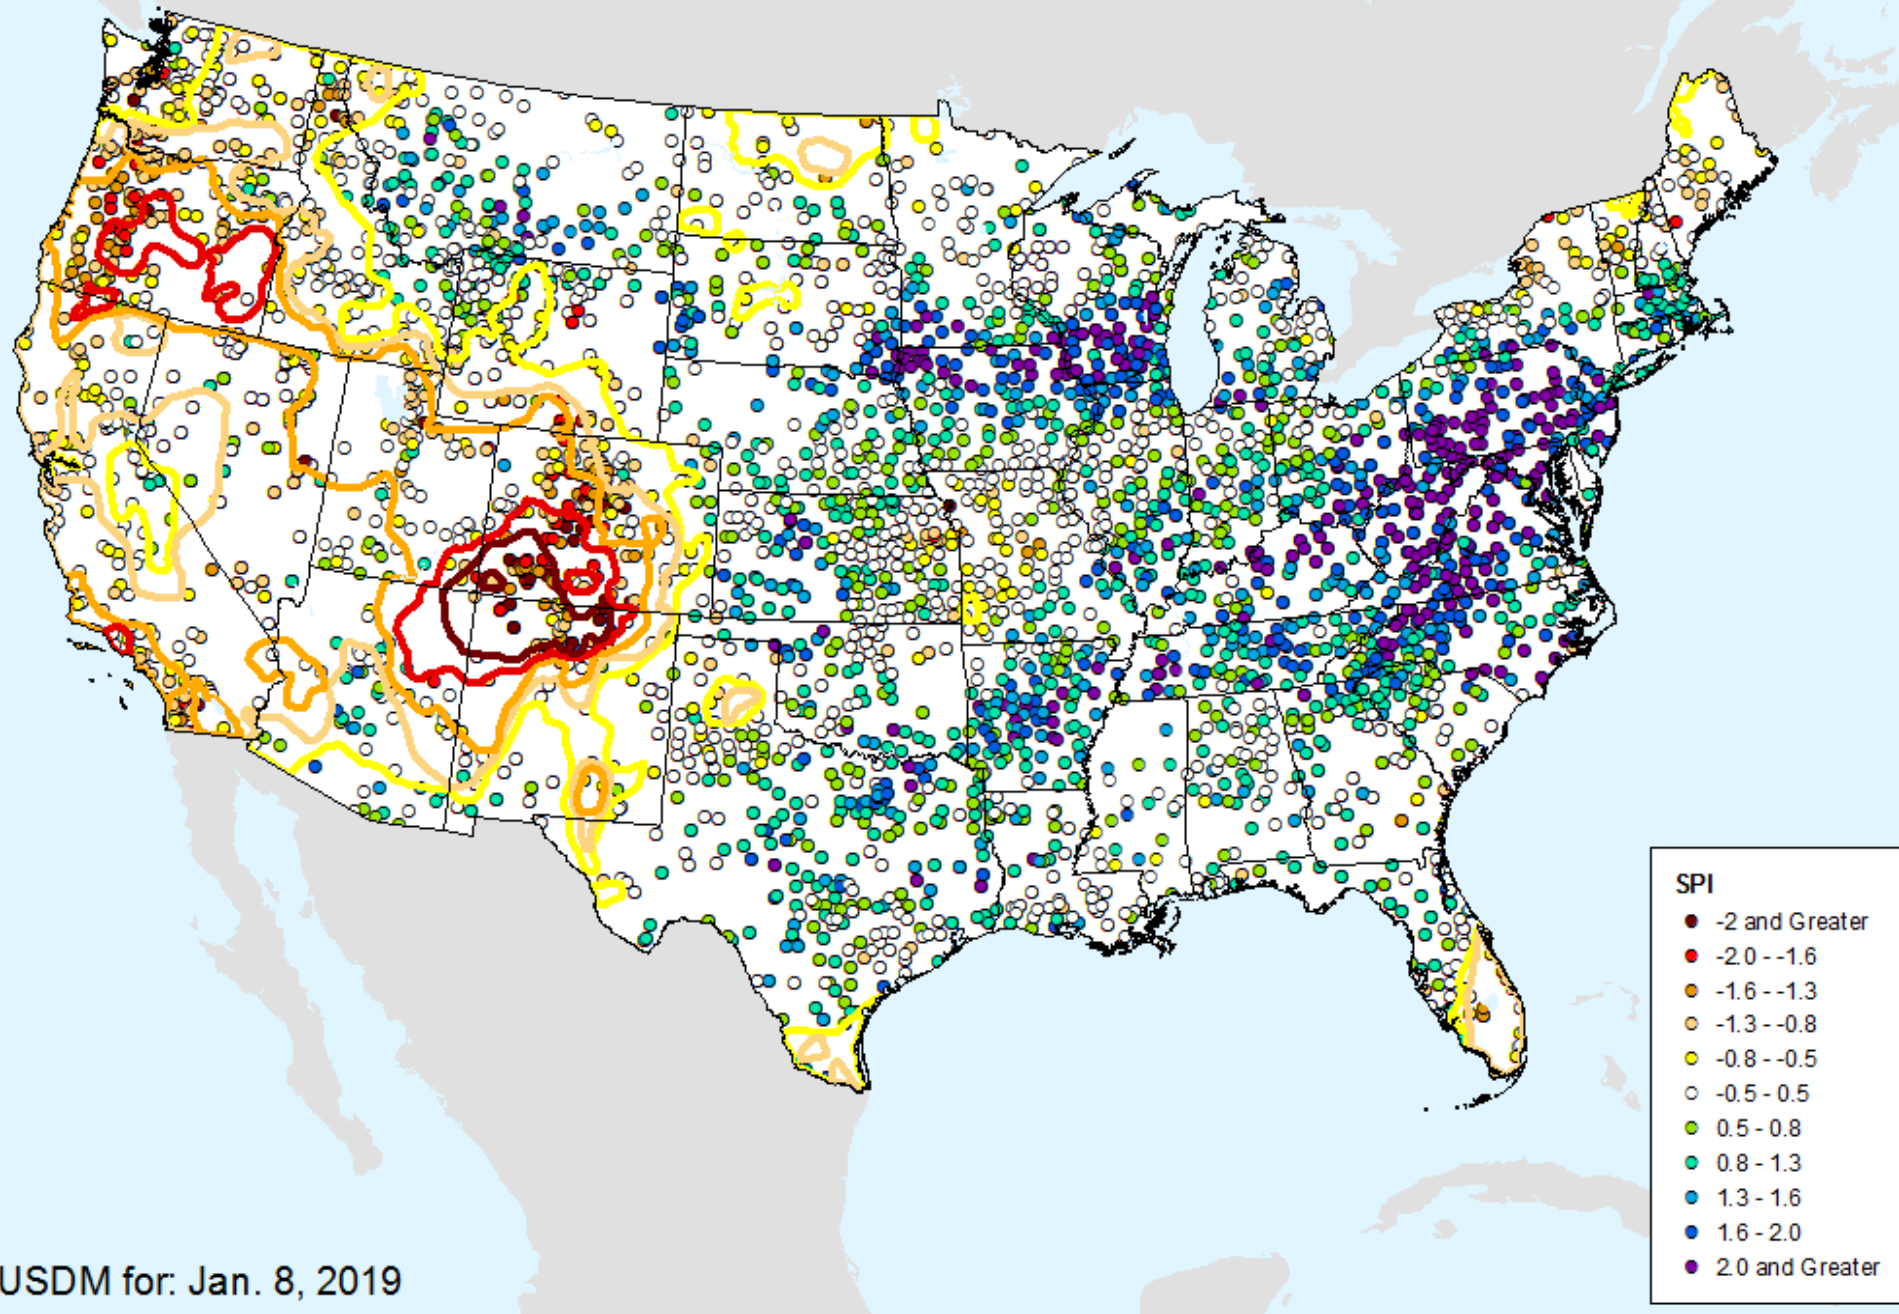 SPI
-2 and Greater
-2.0 - -1.6
-1.6 - -1.3
-1.3 - -0.8
-0.8 - -0.5
-0.5 - 0.5
0.5 - 0.8
0.8 - 1.3
1.3 - 1.6
1.6 - 2.0
2.0 and Greater
USDM for: Jan. 8, 2019